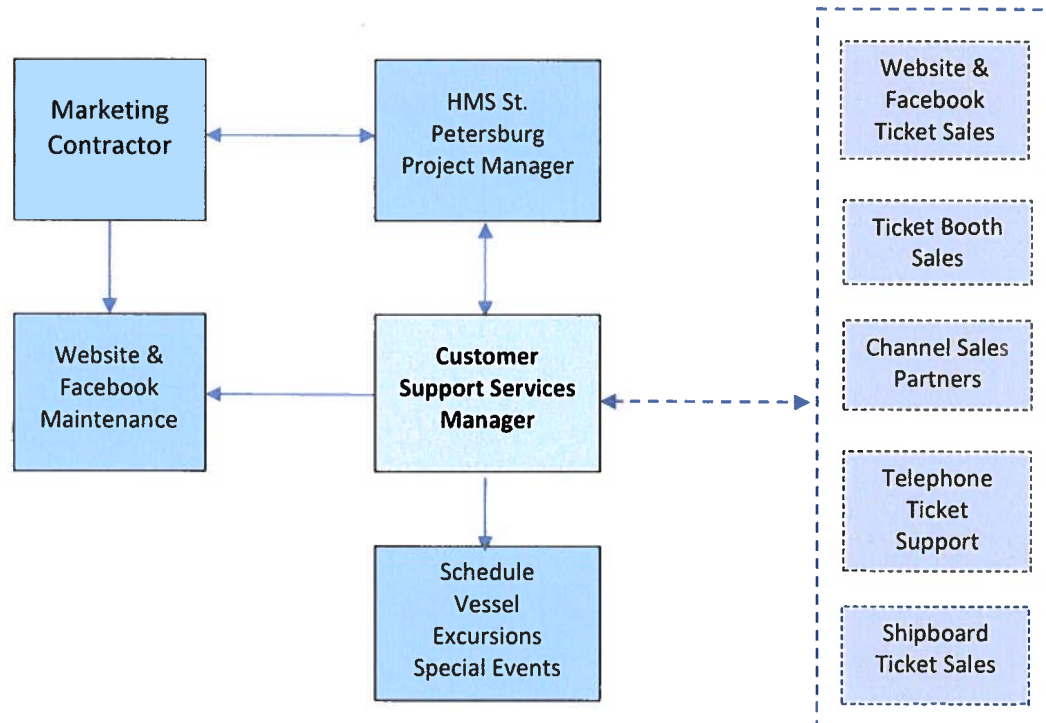 Marketing
Contractor
HMS St.
Petersburg
Project Manager
Website &
Facebook
Maintenance
Customer
Support Services
Manager
Schedule
Vessel
Excursions
Special Events
Website &
Facebook
Ticket Sales
Ticket Booth
Sales
Channel Sales
Partners
Telephone
Ticket
Support
Shipboard
Ticket Sales